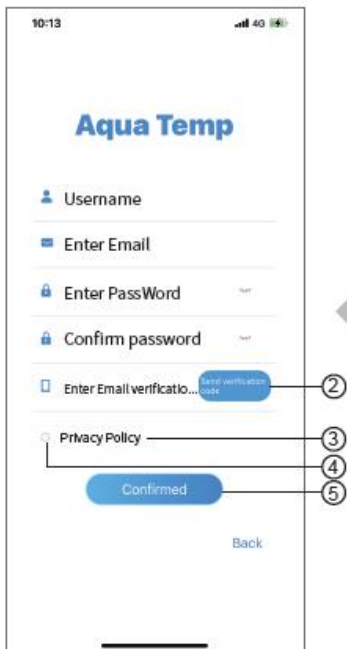 10:13
4G
Aqua Temp
Username
Enter Email
Enter PassWord
Confirm password
Enter Email verificatio...
Send verification
code
②
Privacy Policy
③
④
Confirmed
⑤
Back